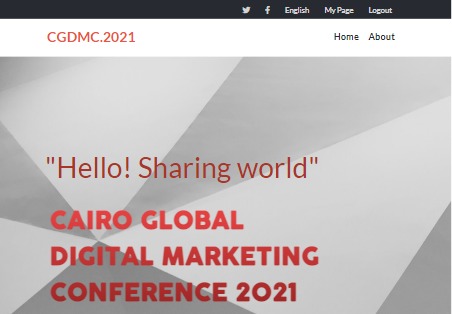 English My Page Logout
CGDMC.2021 Home About
"Hello! Sharing world"
CAIRO GLOBAL
DIGITAL MARKETING
CONFERENCE 2021